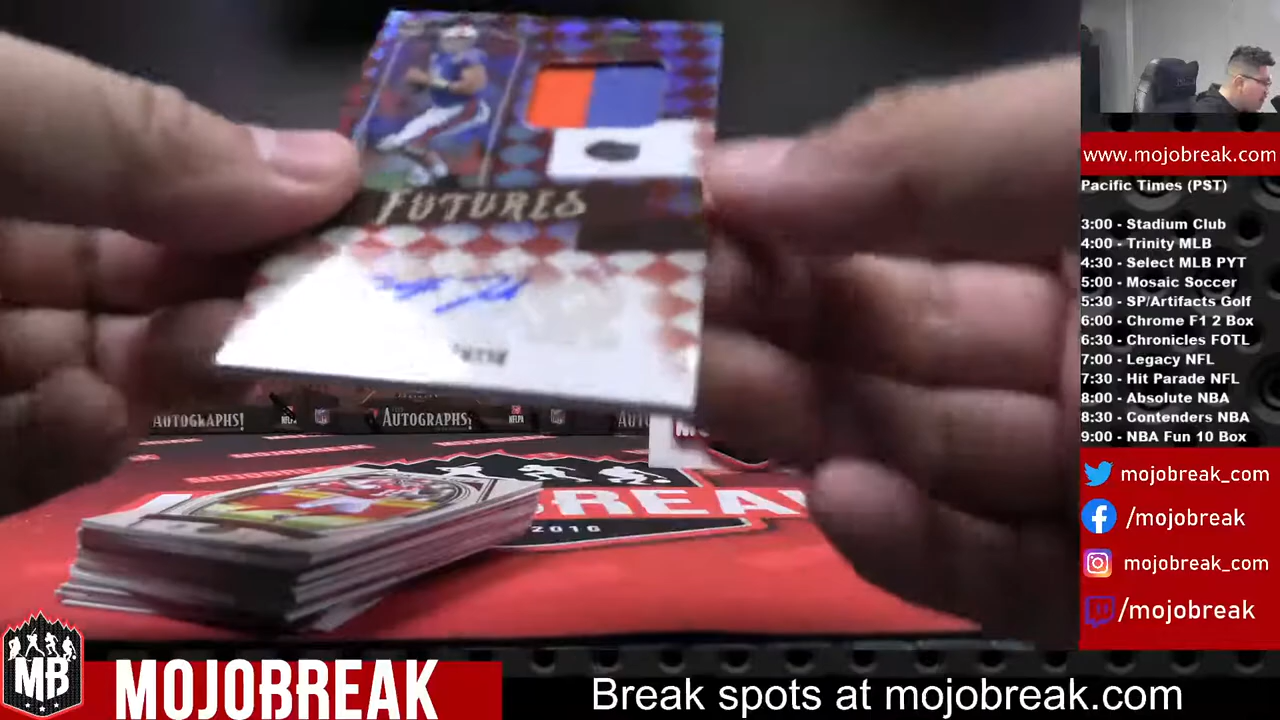 FUTURES
AUTOGRAPHS!
AUTOGRAPHS!
2016
www.mojobreak.com
Pacific Times (PST)
3:00 - Stadium Club
4:00 - Trinity MLB
4:30 - Select MLB PYT
5:00 - Mosaic Soccer
5:30 - SP/Artifacts Golf
6:00 - Chrome F1 2 Box
6:30 - Chronicles FOTL
7:00 - Legacy NFL
7:30 - Hit Parade NFL
8:00 - Absolute NBA
8:30 - Contenders NBA
9:00 - NBA Fun 10 Box
mojobreak_com
/mojobreak
mojobreak_com
/mojobreak
MB
MOJOBREAK
Break spots at mojobreak.com